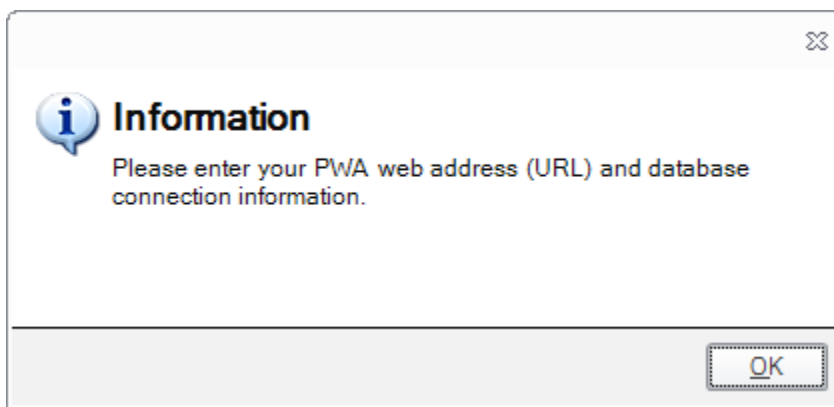 Information
Please enter your PWA web address (URL) and database
connection information.
OK